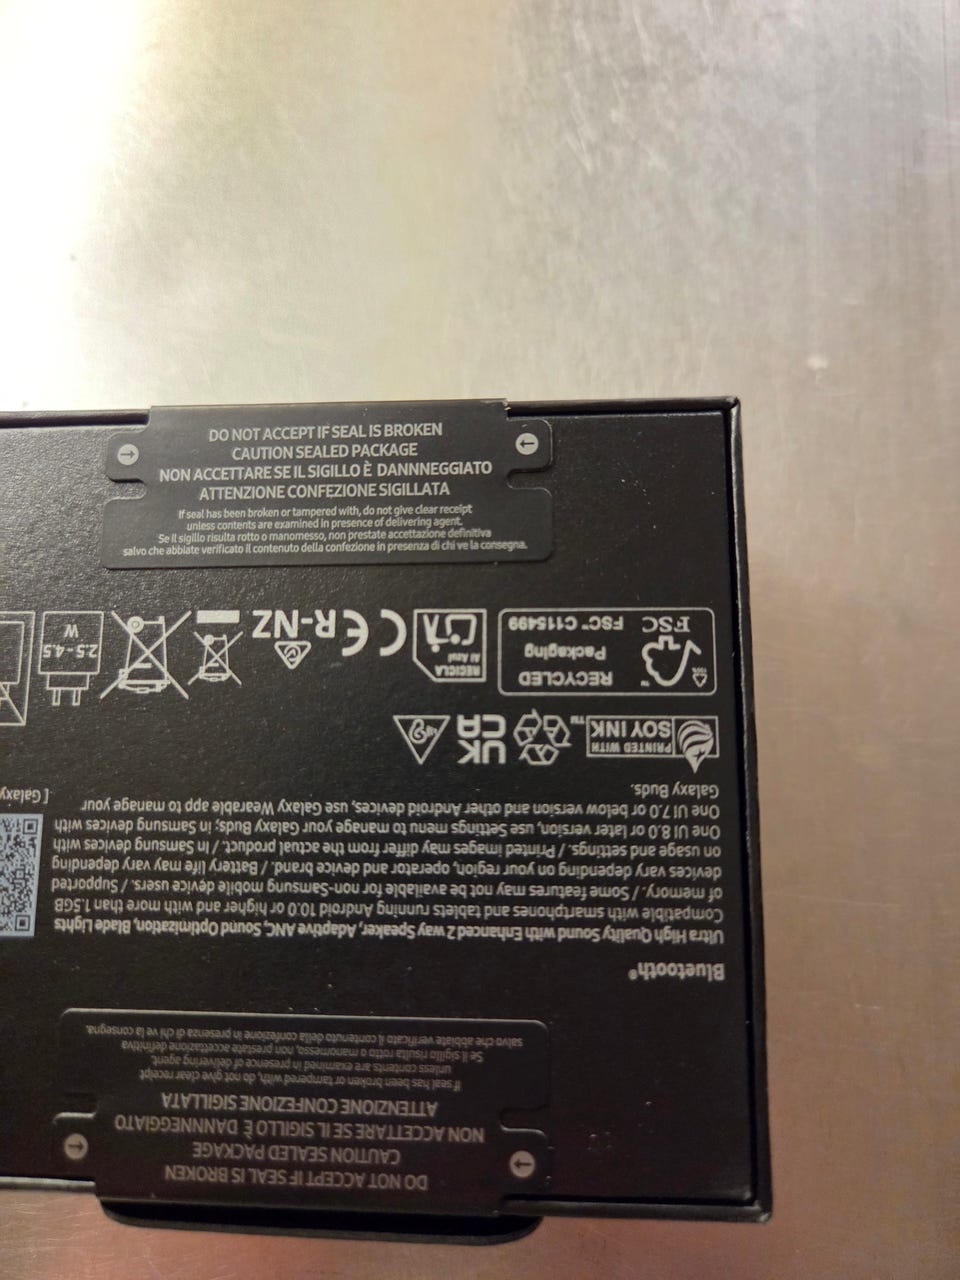 DO NOT ACCEPT IF SEAL IS BROKEN
CAUTION SEALED PACKAGE
NON ACCETTARE SE IL SIGILLO È DANNNEGGIATO
ATTENZIONE CONFEZIONE SIGILLATA
If seal has been broken or tampered with, do not give clear receipt
unless contents are examined in presence of delivering agent.
Se il sigillo risulta rotto o manomesso, non prestate accettazione definitiva
salvo che abbiate verificato il contenuto della confezione in presenza di chi ve la consegna.
Bluetooth®
Ultra High Quality Sound with Enhanced 2 way Speaker, Adaptive ANC, Sound Optimization, Blade Lights
Compatible with smartphones and tablets running Android 10.0 or higher and with more than 1.5GB
of memory. / Some features may not be available for non-Samsung mobile device users. / Supported
devices vary depending on your region, operator and device brand. / Battery life may vary depending
on usage and settings. / Printed images may differ from the actual product. / In Samsung devices with
One UI 8.0 or later version, use Settings menu to manage your Galaxy Buds; in Samsung devices with
One UI 7.0 or below version and other Android devices, use Galaxy Wearable app to manage your
Galaxy Buds.
[ Galaxy
PRINTED WITH
SOY INK
™
UK
CA
FSC
FSC™ C115499
RECYCLED
Packaging
™
RECICLA
Al Azul
CE
R-NZ
2.5 - 4.5
W
DO NOT ACCEPT IF SEAL IS BROKEN
CAUTION SEALED PACKAGE
NON ACCETTARE SE IL SIGILLO È DANNNEGGIATO
ATTENZIONE CONFEZIONE SIGILLATA
If seal has been broken or tampered with, do not give clear receipt
unless contents are examined in presence of delivering agent.
Se il sigillo risulta rotto o manomesso, non prestate accettazione definitiva
salvo che abbiate verificato il contenuto della confezione in presenza di chi ve la consegna.